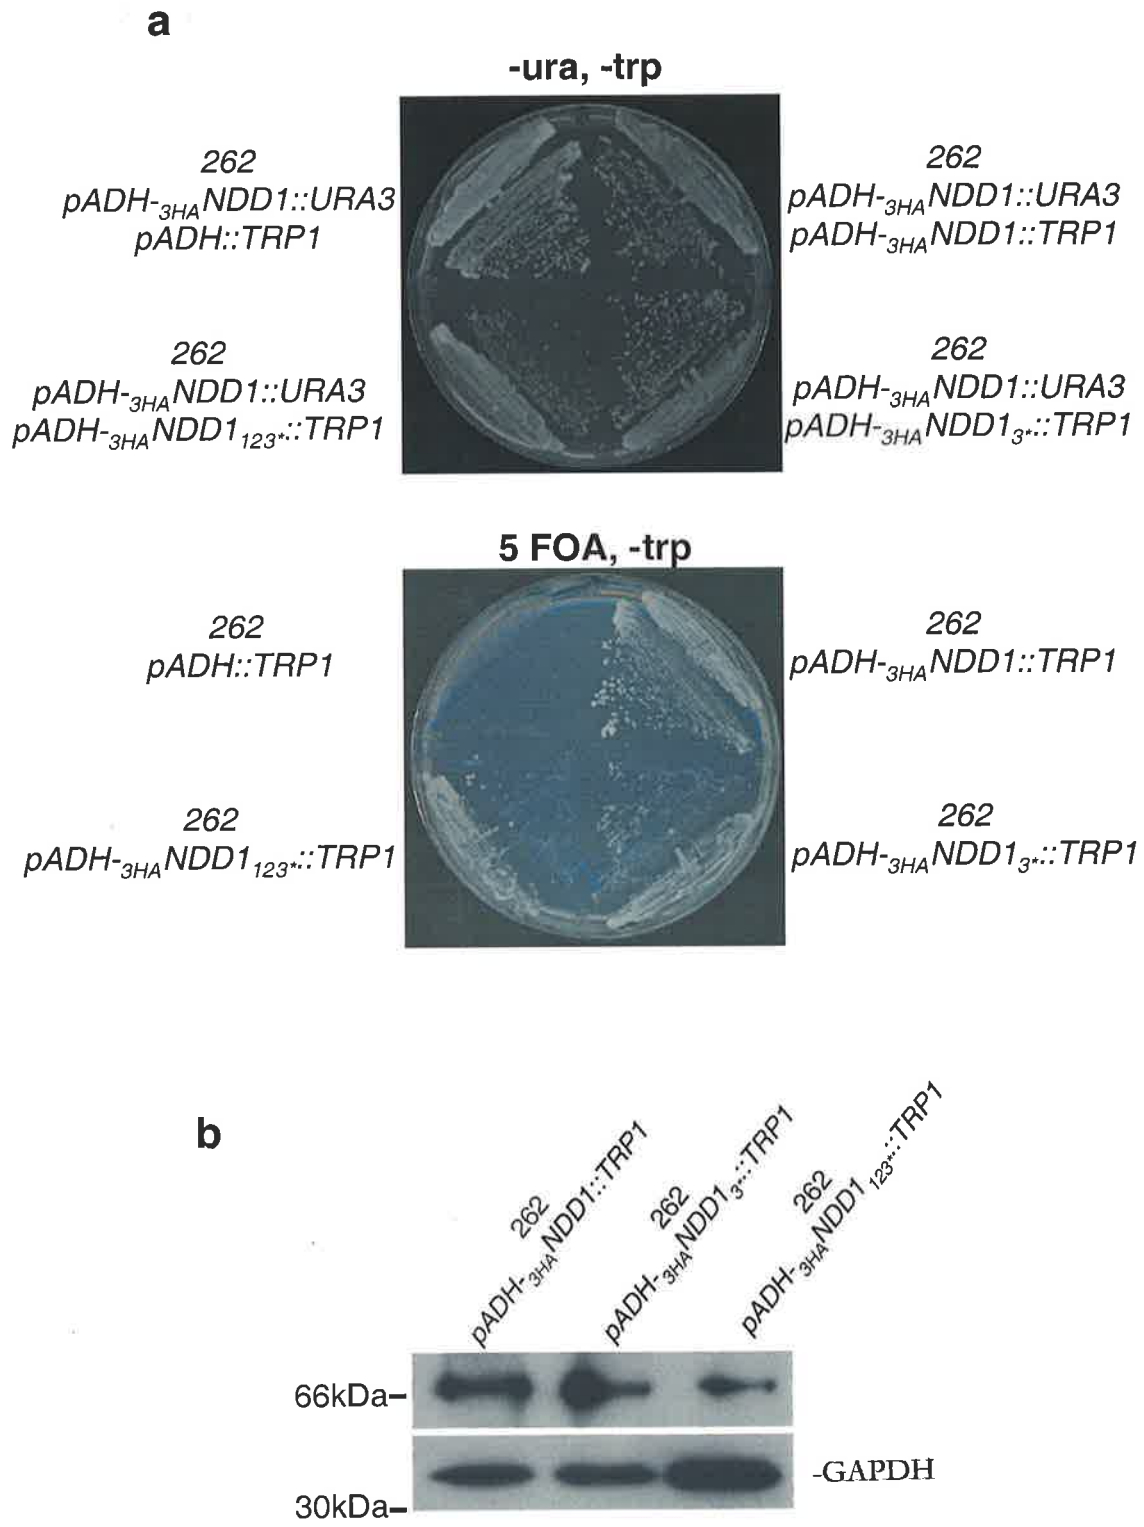 a
-ura, -trp
262
pADH-3HANDD1::URA3
pADH::TRP1
262
pADH-3HANDD1::URA3
pADH-3HANDD1::TRP1
262
pADH-3HANDD1::URA3
pADH-3HANDD1123*::TRP1
262
pADH-3HANDD1::URA3
pADH-3HANDD13*::TRP1
5 FOA, -trp
262
pADH::TRP1
262
pADH-3HANDD1::TRP1
262
pADH-3HANDD1123*::TRP1
262
pADH-3HANDD13*::TRP1
b
262
pADH-3HANDD1::TRP1
262
pADH-3HANDD13*::TRP1
262
pADH-3HANDD1123*::TRP1
66kDa-
-GAPDH
30kDa-